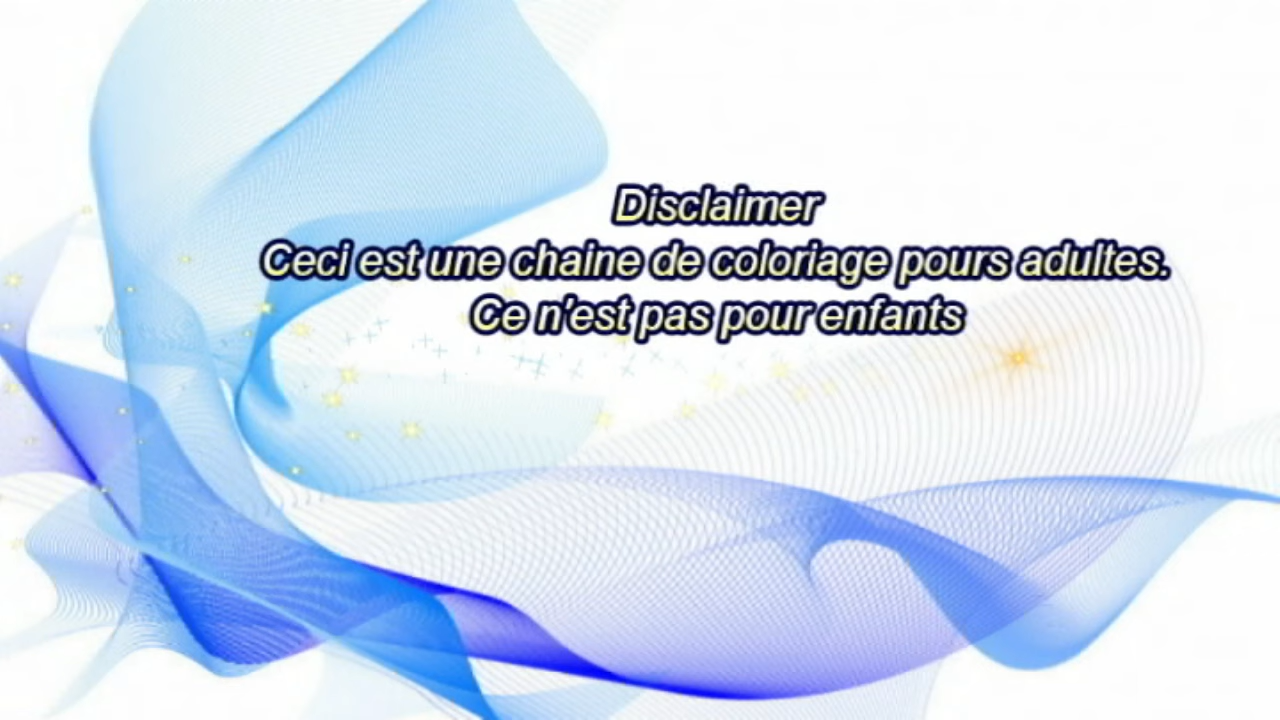 Disclaimer
Ceci est une chaine de coloriage pours adultes.
Ce n'est pas pour enfants